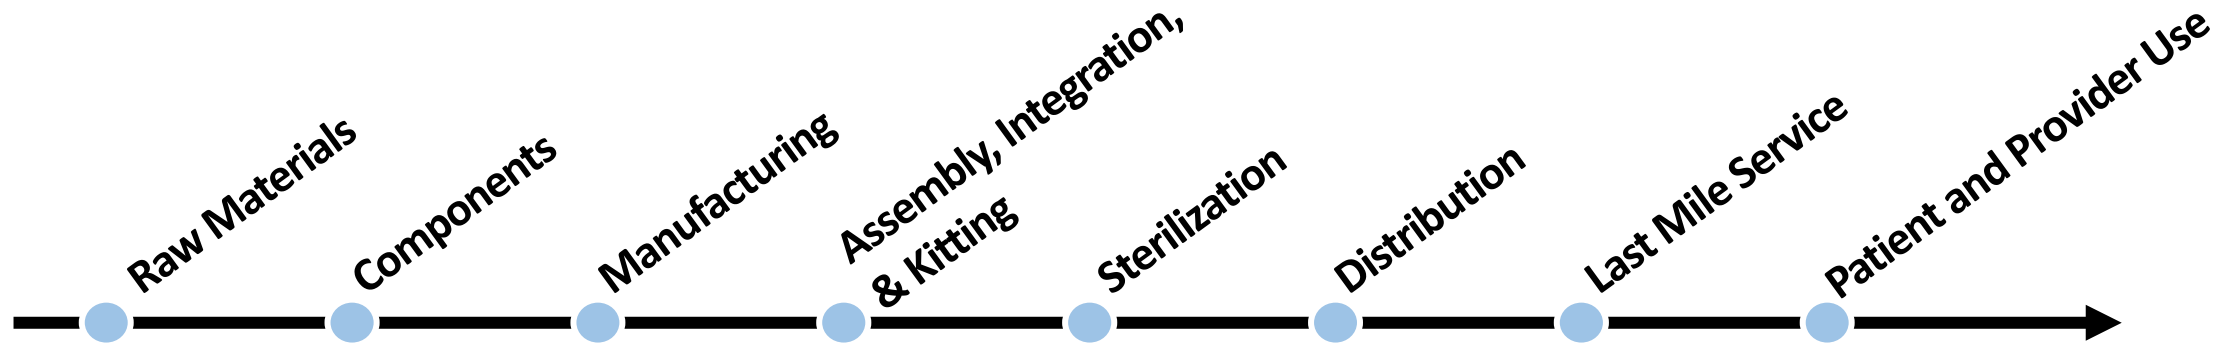 Raw Materials
Components
Manufacturing
Assembly, Integration,
& Kitting
Sterilization
Distribution
Last Mile Service
Patient and Provider Use